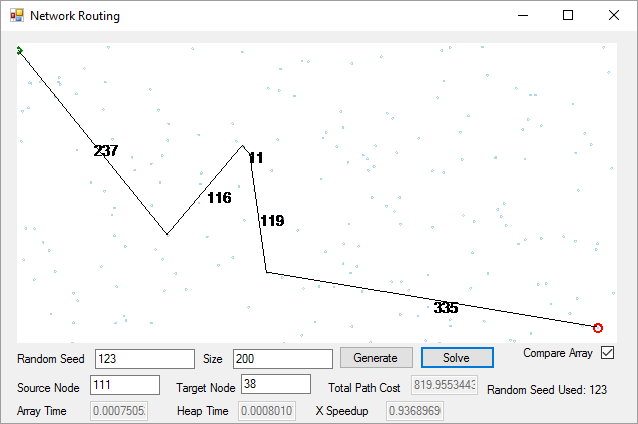 Network Routing
237
11
116
119
335
Compare Array
Random Seed 123 Size 200 Generate Solve
Source Node 111 Target Node 38 Total Path Cost 819.9553443 Random Seed Used: 123
Array Time 0.0007505 Heap Time 0.0008010 X Speedup 0.9368969